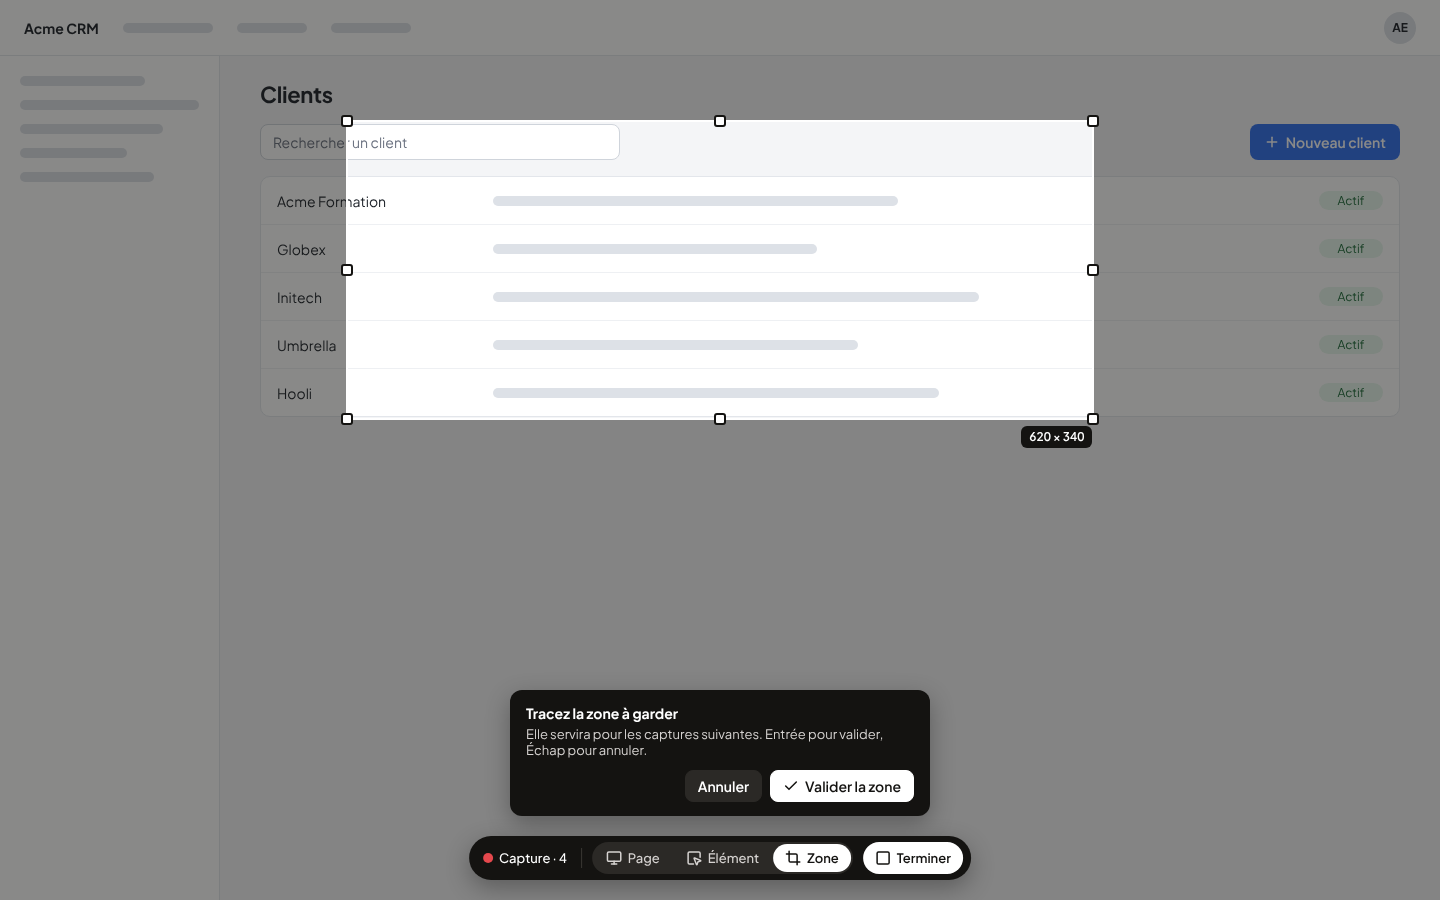 Acme CRM
AE
Clients
Rechercher un client
Nouveau client
Acme Formation
Actif
Globex
Actif
Initech
Actif
Umbrella
Actif
Hooli
Actif
620 × 340
Tracez la zone à garder
Elle servira pour les captures suivantes. Entrée pour valider,
Échap pour annuler.
Annuler
Valider la zone
Capture · 4
Page
Élément
Zone
Terminer